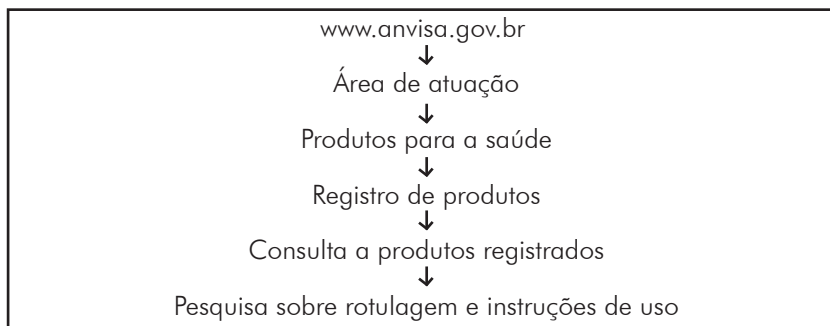 www.anvisa.gov.br
↓
Área de atuação
↓
Produtos para a saúde
↓
Registro de produtos
↓
Consulta a produtos registrados
↓
Pesquisa sobre rotulagem e instruções de uso